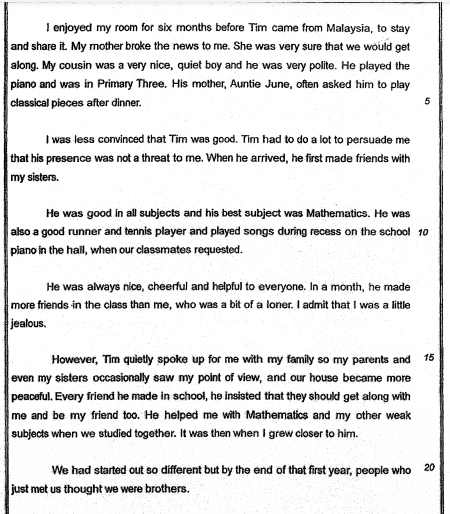 I enjoyed my room for six months before Tim came from Malaysia, to stay
and share it. My mother broke the news to me. She was very sure that we would get
along. My cousin was a very nice, quiet boy and he was very polite. He played the
piano and was in Primary Three. His mother, Auntie June, often asked him to play
classical pieces after dinner. 5
I was less convinced that Tim was good. Tim had to do a lot to persuade me
that his presence was not a threat to me. When he arrived, he first made friends with
my sisters.
He was good in all subjects and his best subject was Mathematics. He was
also a good runner and tennis player and played songs during recess on the school 10
piano in the hall, when our classmates requested.
He was always nice, cheerful and helpful to everyone. In a month, he made
more friends in the class than me, who was a bit of a loner. I admit that I was a little
jealous.
However, Tim quietly spoke up for me with my family so my parents and 15
even my sisters occasionally saw my point of view, and our house became more
peaceful. Every friend he made in school, he insisted that they should get along with
me and be my friend too. He helped me with Mathematics and my other weak
subjects when we studied together. It was then when I grew closer to him.
We had started out so different but by the end of that first year, people who 20
just met us thought we were brothers.